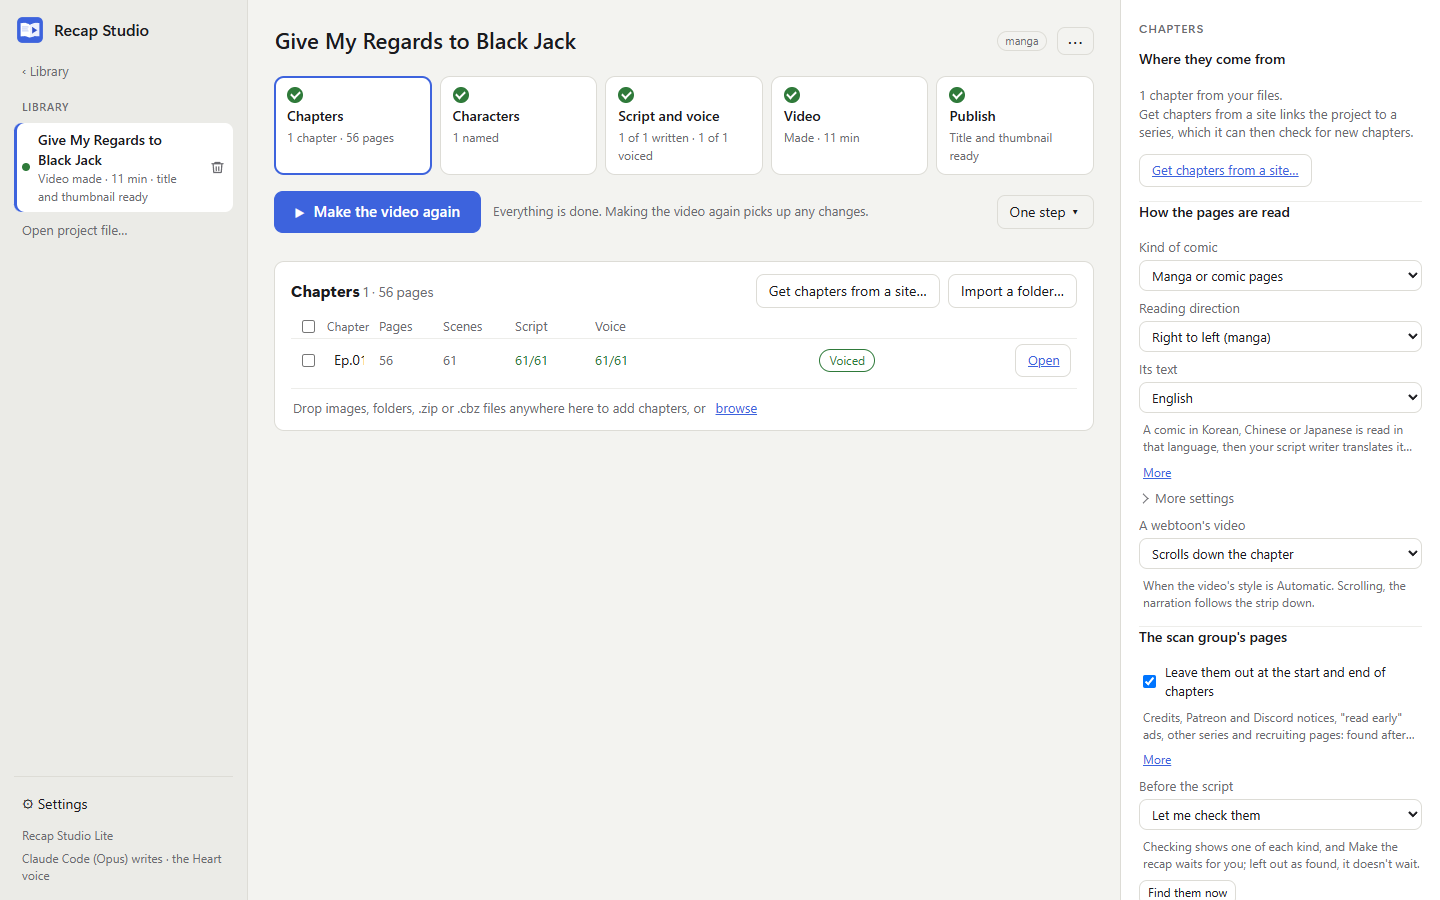 Recap Studio
‹ Library
LIBRARY
Give My Regards to
Black Jack
Video made · 11 min · title
and thumbnail ready
Open project file...
Settings
Recap Studio Lite
Claude Code (Opus) writes · the Heart
voice
Give My Regards to Black Jack
manga
...
Chapters
1 chapter · 56 pages
Characters
1 named
Script and voice
1 of 1 written · 1 of 1
voiced
Video
Made · 11 min
Publish
Title and thumbnail
ready
Make the video again
Everything is done. Making the video again picks up any changes.
One step
Chapters 1 · 56 pages
Get chapters from a site...
Import a folder...
Chapter Pages Scenes Script Voice
Ep.01 56 61 61/61 61/61 Voiced Open
Drop images, folders, .zip or .cbz files anywhere here to add chapters, or browse
CHAPTERS
Where they come from
1 chapter from your files.
Get chapters from a site links the project to a
series, which it can then check for new chapters.
Get chapters from a site...
How the pages are read
Kind of comic
Manga or comic pages
Reading direction
Right to left (manga)
Its text
English
A comic in Korean, Chinese or Japanese is read in
that language, then your script writer translates it...
More
More settings
A webtoon's video
Scrolls down the chapter
When the video's style is Automatic. Scrolling, the
narration follows the strip down.
The scan group's pages
Leave them out at the start and end of
chapters
Credits, Patreon and Discord notices, "read early"
ads, other series and recruiting pages: found after...
More
Before the script
Let me check them
Checking shows one of each kind, and Make the
recap waits for you; left out as found, it doesn't wait.
Find them now